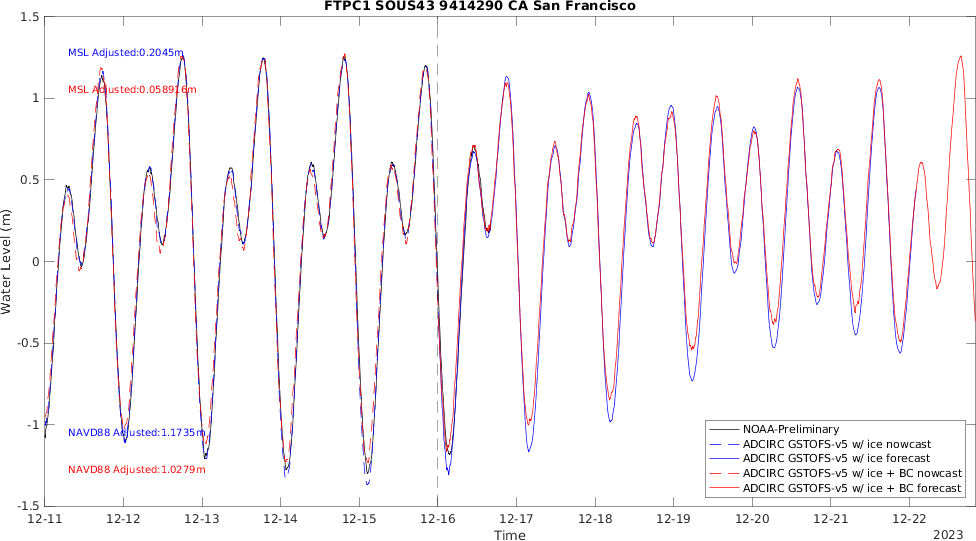 FTPC1 SOUS43 9414290 CA San Francisco
1.5
1
0.5
0
-0.5
-1
-1.5
Water Level (m)
MSL Adjusted:0.2045m
MSL Adjusted:0.058916m
NAVD88 Adjusted:1.1735m
NAVD88 Adjusted:1.0279m
NOAA-Preliminary
ADCIRC GSTOFS-v5 w/ ice nowcast
ADCIRC GSTOFS-v5 w/ ice forecast
ADCIRC GSTOFS-v5 w/ ice + BC nowcast
ADCIRC GSTOFS-v5 w/ ice + BC forecast
12-11 12-12 12-13 12-14 12-15 12-16 12-17 12-18 12-19 12-20 12-21 12-22
Time
2023